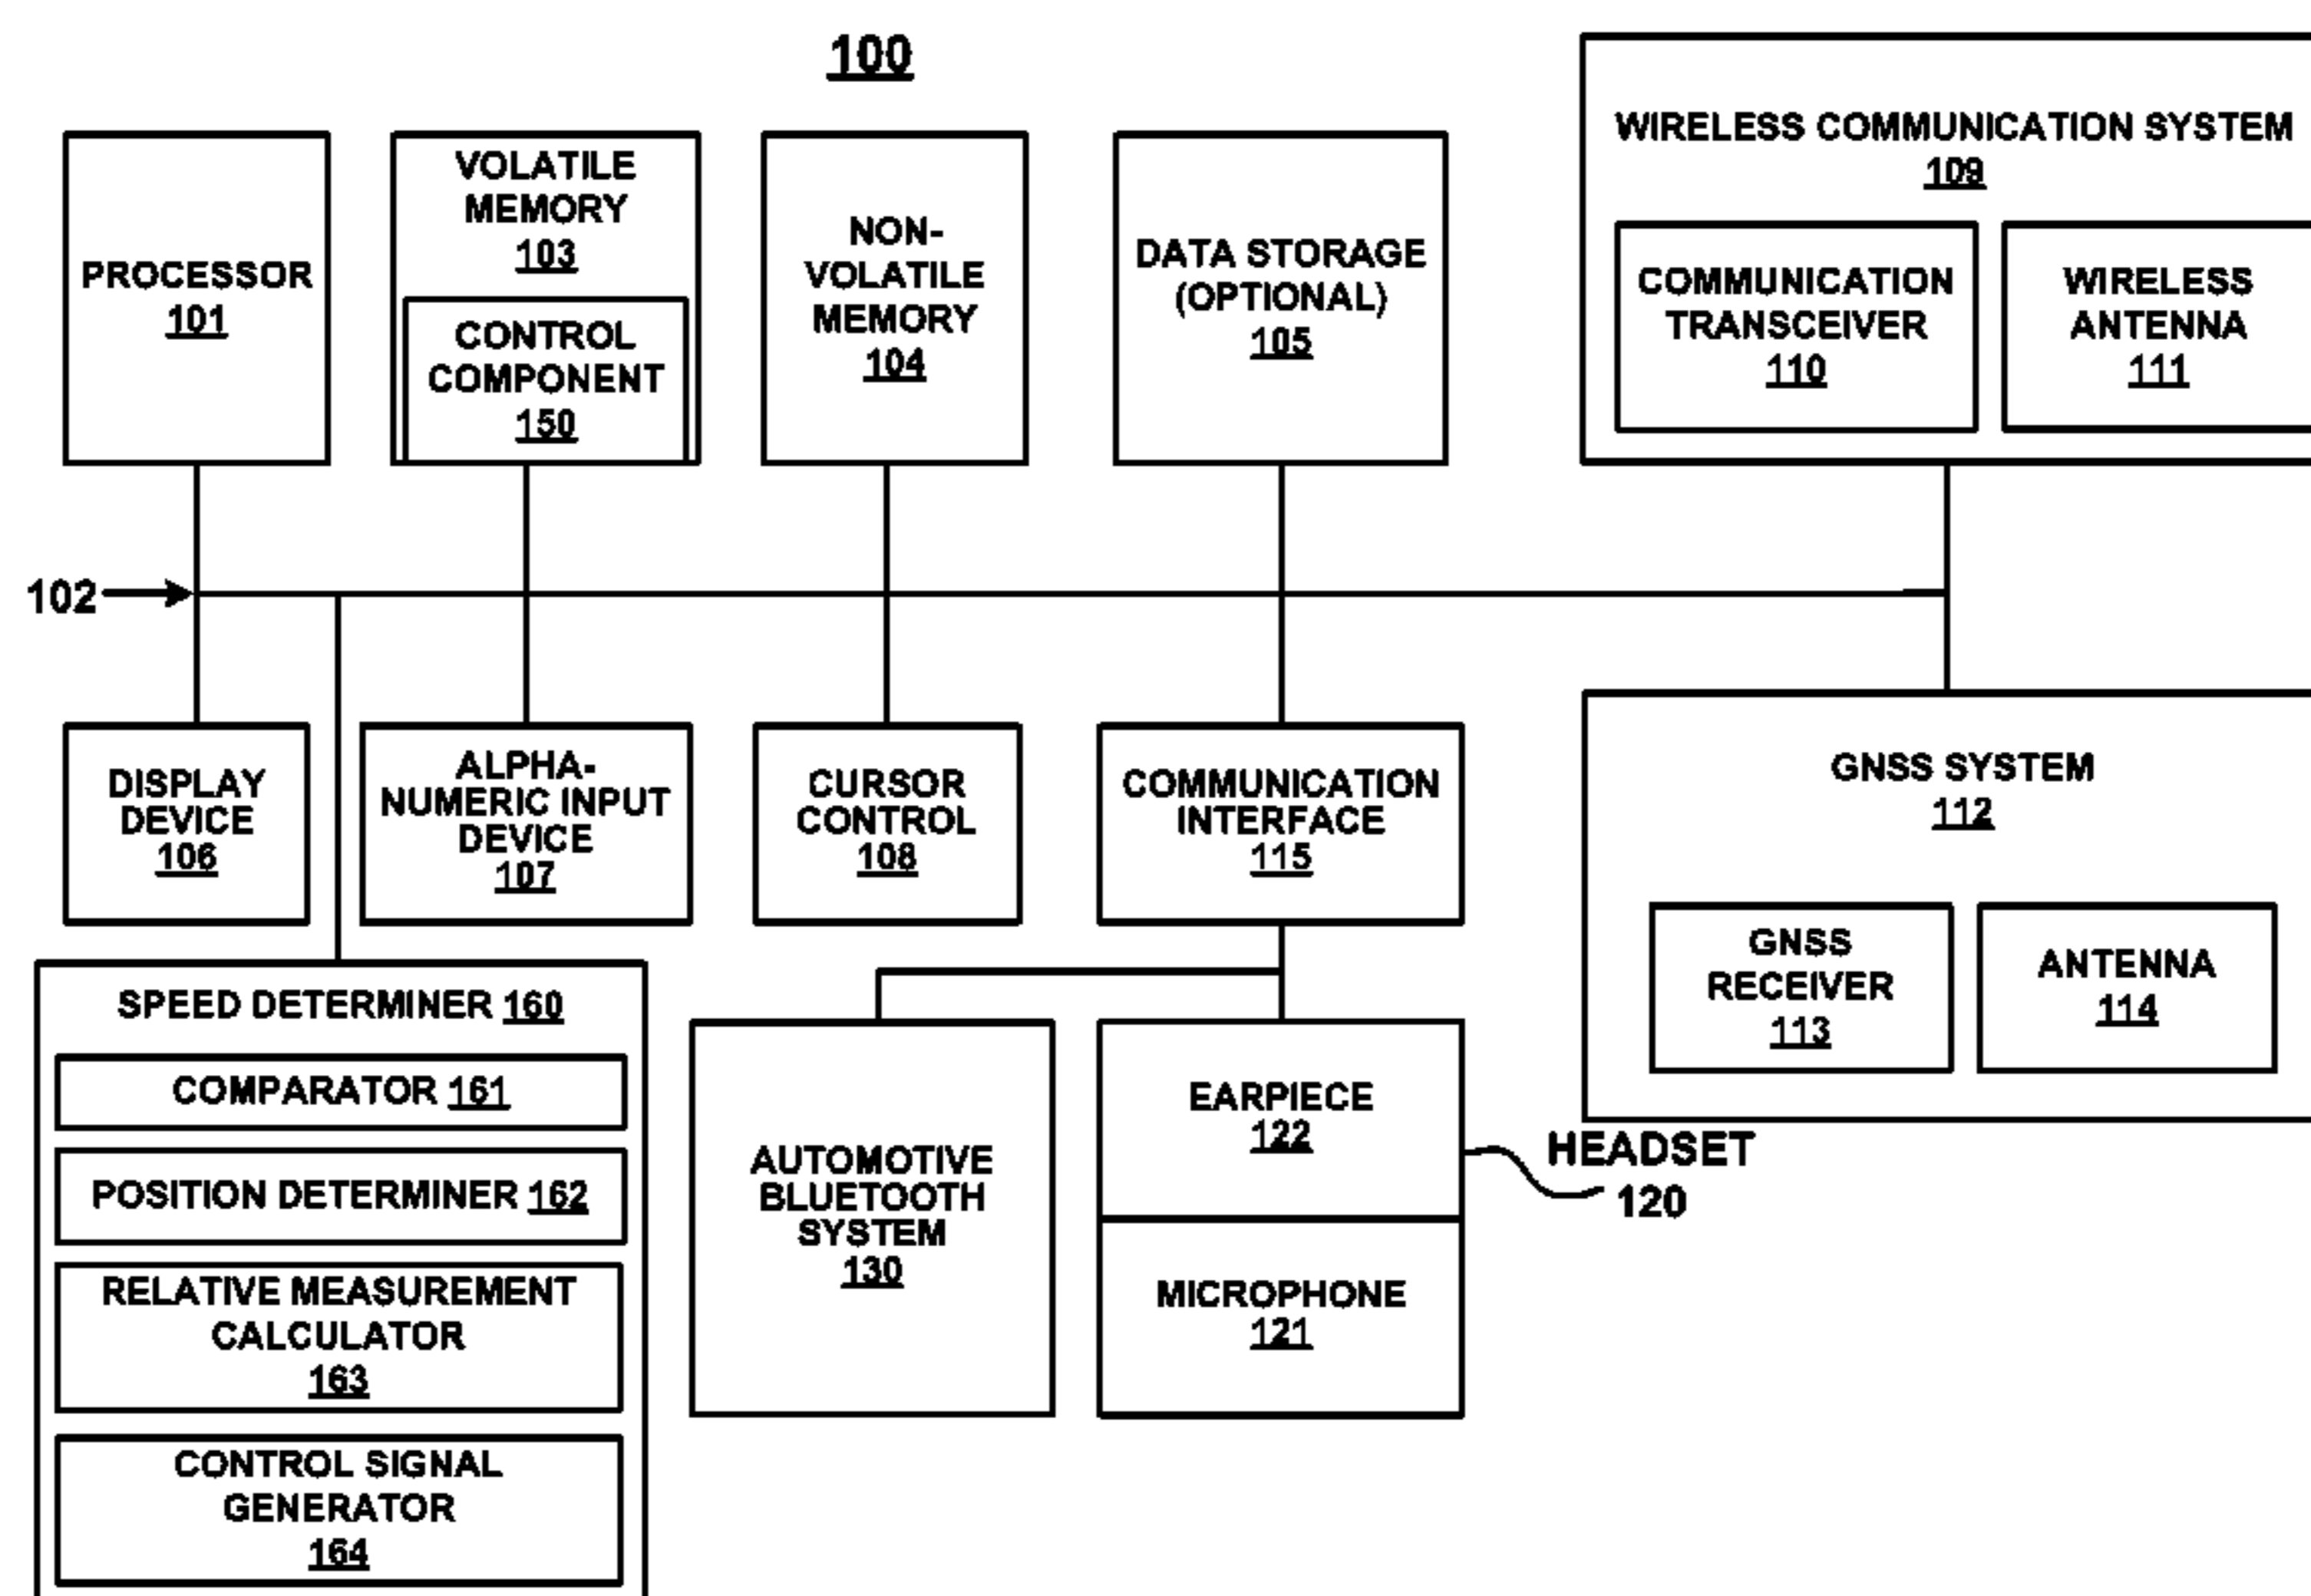 100
PROCESSOR
101
VOLATILE
MEMORY
103
CONTROL
COMPONENT
150
NON-
VOLATILE
MEMORY
104
DATA STORAGE
(OPTIONAL)
105
WIRELESS COMMUNICATION SYSTEM
109
COMMUNICATION
TRANSCEIVER
110
WIRELESS
ANTENNA
111
102
DISPLAY
DEVICE
106
ALPHA-
NUMERIC INPUT
DEVICE
107
CURSOR
CONTROL
108
COMMUNICATION
INTERFACE
115
GNSS SYSTEM
112
GNSS
RECEIVER
113
ANTENNA
114
SPEED DETERMINER 160
COMPARATOR 161
POSITION DETERMINER 162
RELATIVE MEASUREMENT
CALCULATOR
163
CONTROL SIGNAL
GENERATOR
164
AUTOMOTIVE
BLUETOOTH
SYSTEM
130
EARPIECE
122
MICROPHONE
121
HEADSET
120